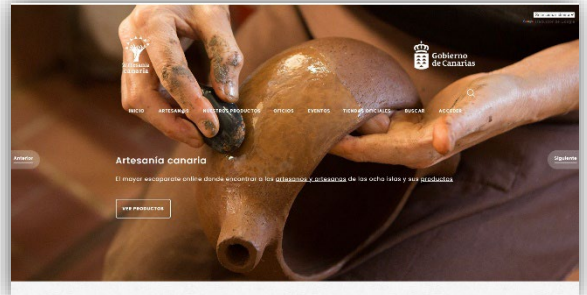 Artesanía
canaria
Gobierno
de Canarias
INICIO ARTESANOS NUESTROS PRODUCTOS OFICIOS EVENTOS TIENDAS OFICIALES BUSCAR ACCEDER
Anterior
Siguiente
Artesanía canaria
El mayor escaparate online donde encontrar a los artesanos y artesanas de las ocho islas y sus productos
VER PRODUCTOS